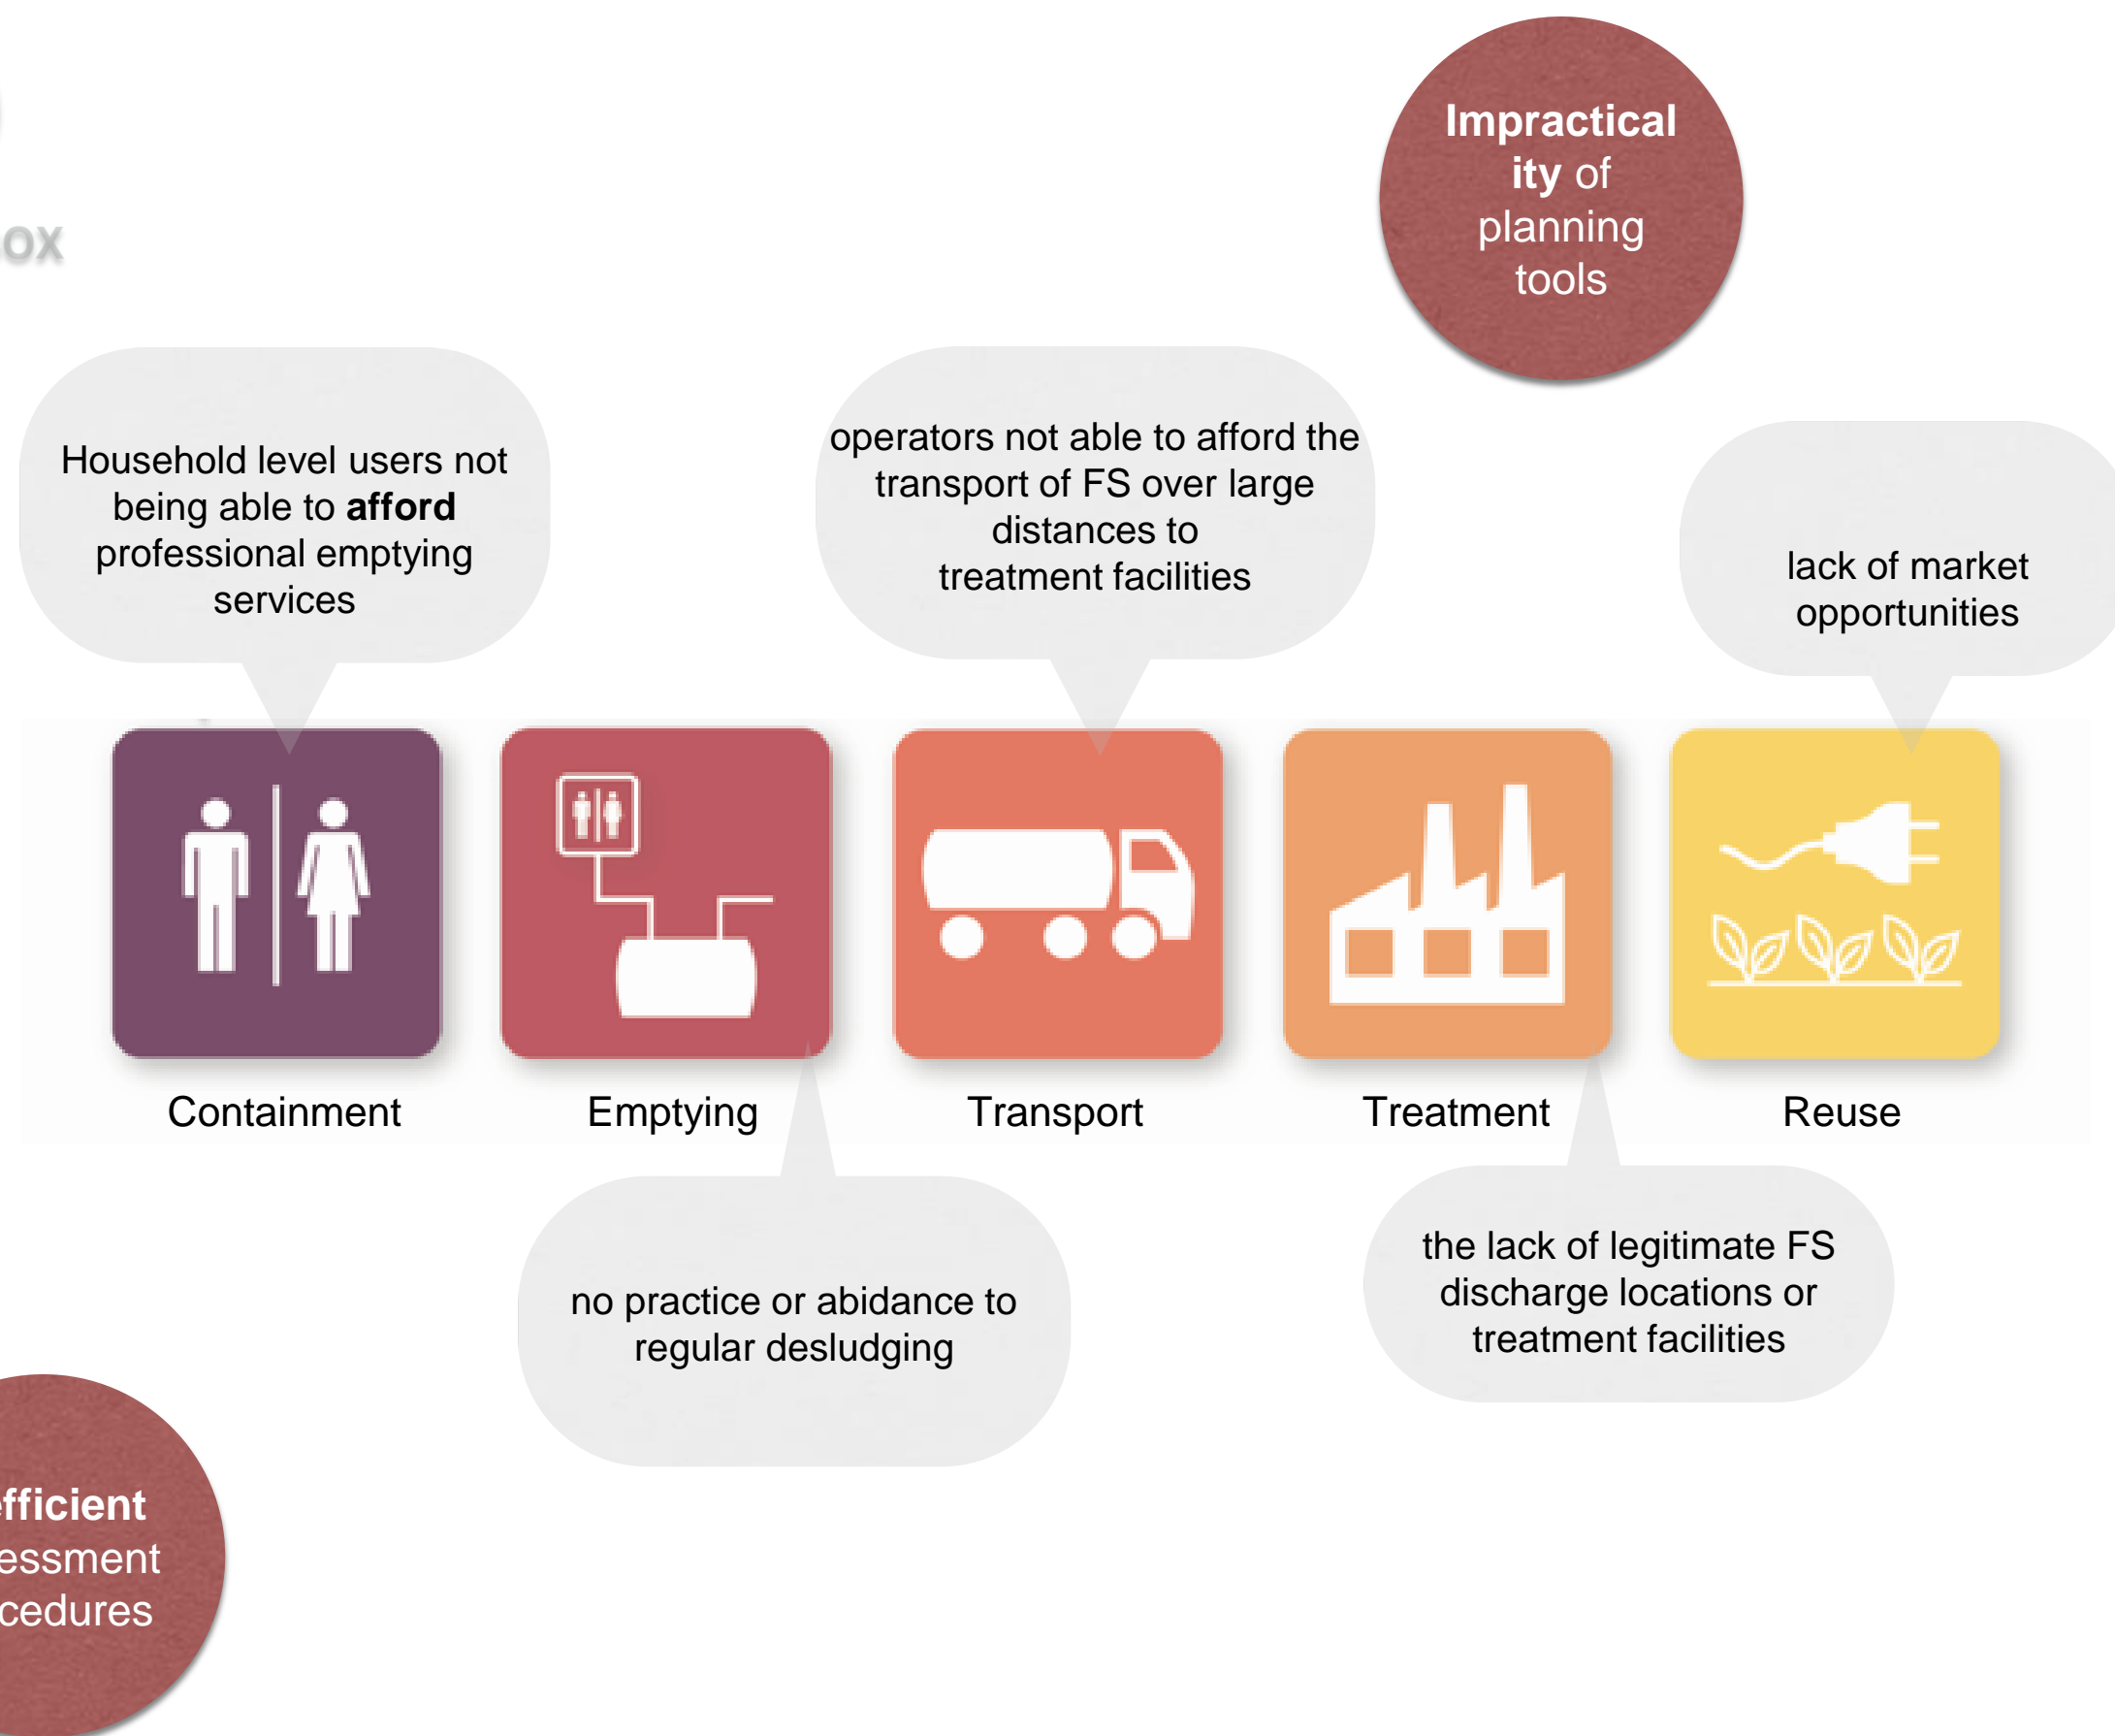 Impractical
ity of
planning
tools
Household level users not
being able to afford
professional emptying
services
operators not able to afford the
transport of FS over large
distances to
treatment facilities
lack of market
opportunities
Containment
Emptying
Transport
Treatment
Reuse
no practice or abidance to
regular desludging
the lack of legitimate FS
discharge locations or
treatment facilities